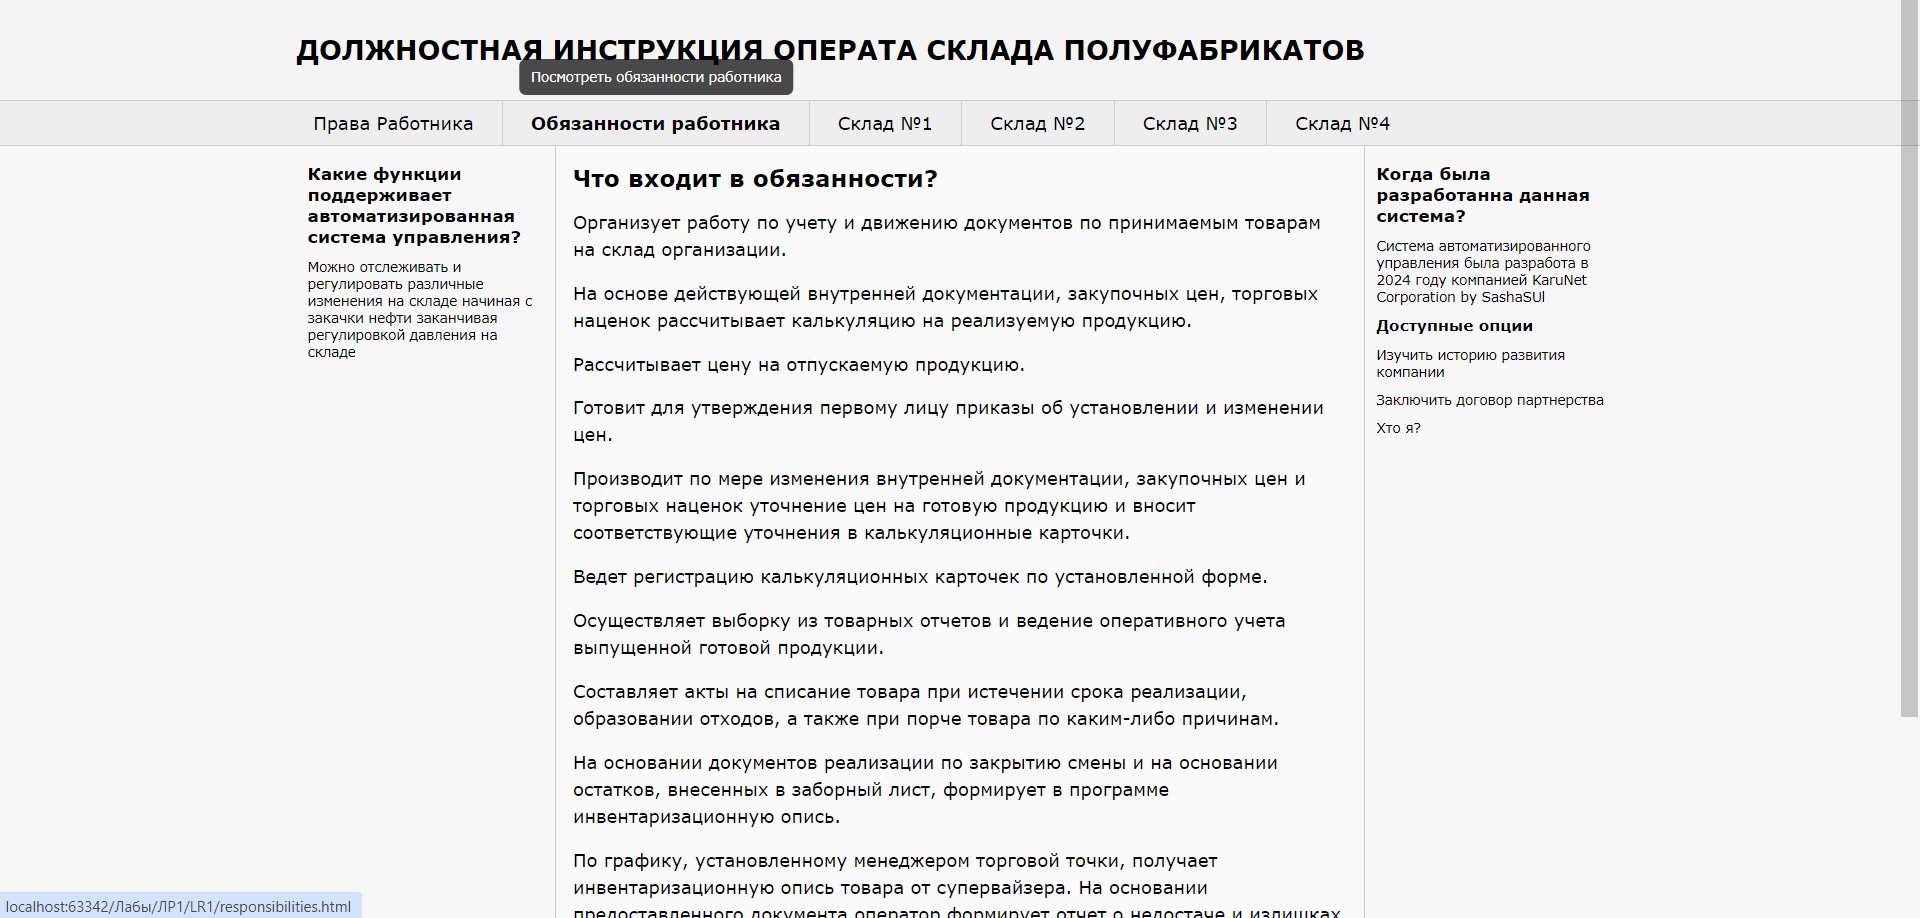 ДОЛЖНОСТНАЯ ИНСТРУКЦИЯ ОПЕРАТА СКЛАДА ПОЛУФАБРИКАТОВ
Посмотреть обязанности работника
Права Работника
Обязанности работника
Склад №1
Склад №2
Склад №3
Склад №4
Какие функции
поддерживает
автоматизированная
система управления?
Можно отслеживать и
регулировать различные
изменения на складе начиная с
закачки нефти заканчивая
регулировкой давления на
складе
Что входит в обязанности?
Организует работу по учету и движению документов по принимаемым товарам
на склад организации.
На основе действующей внутренней документации, закупочных цен, торговых
наценок рассчитывает калькуляцию на реализуемую продукцию.
Рассчитывает цену на отпускаемую продукцию.
Готовит для утверждения первому лицу приказы об установлении и изменении
цен.
Производит по мере изменения внутренней документации, закупочных цен и
торговых наценок уточнение цен на готовую продукцию и вносит
соответствующие уточнения в калькуляционные карточки.
Ведет регистрацию калькуляционных карточек по установленной форме.
Осуществляет выборку из товарных отчетов и ведение оперативного учета
выпущенной готовой продукции.
Составляет акты на списание товара при истечении срока реализации,
образовании отходов, а также при порче товара по каким-либо причинам.
На основании документов реализации по закрытию смены и на основании
остатков, внесенных в заборный лист, формирует в программе
инвентаризационную опись.
По графику, установленному менеджером торговой точки, получает
инвентаризационную опись товара от супервайзера. На основании
предоставленного документа оператор формирует отчет о недостаче и излишках
Когда была
разработанна данная
система?
Система автоматизированного
управления была разработа в
2024 году компанией KaruNet
Corporation by SashaSUl
Доступные опции
Изучить историю развития
компании
Заключить договор партнерства
Хто я?
localhost:63342/Лабы/ЛР1/LR1/responsibilities.html